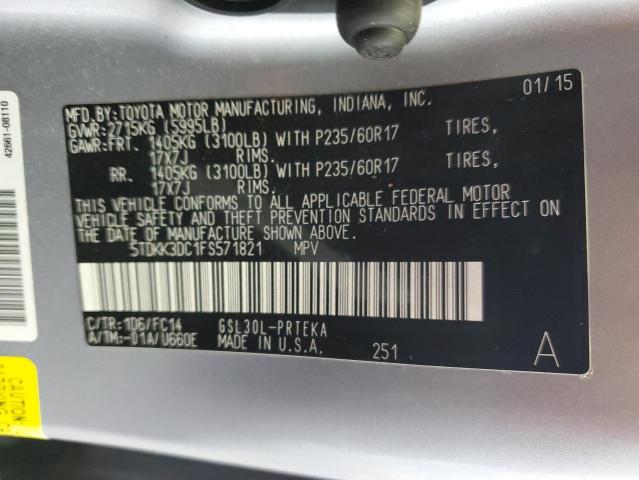 MFD.BY:TOYOTA MOTOR MANUFACTURING, INDIANA, INC. 01/15
GVWR:2715KG (5995LB)
GAWR:FRT. 1405KG (3100LB) WITH P235/60R17 TIRES,
17X7J RIMS.
RR. 1405KG (3100LB) WITH P235/60R17 TIRES,
17X7J RIMS.
THIS VEHICLE CONFORMS TO ALL APPLICABLE FEDERAL MOTOR
VEHICLE SAFETY AND THEFT PREVENTION STANDARDS IN EFFECT ON
THE DATE OF MANUFACTURE SHOWN ABOVE.
5TDKK3DC1FS571821 MPV
C/TR:1D6/FC14 GSL30L-PRTEKA
A/TM:-01A/U660E MADE IN U.S.A. 251 A
42661-08110
CAUTION